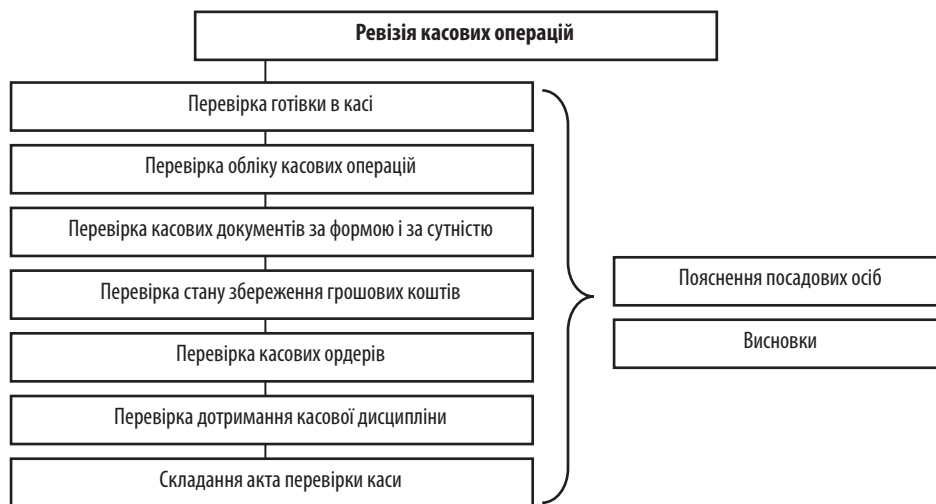 Ревізія касових операцій
Перевірка готівки в касі
Перевірка обліку касових операцій
Перевірка касових документів за формою і за сутністю
Перевірка стану збереження грошових коштів
Перевірка касових ордерів
Перевірка дотримання касової дисципліни
Складання акта перевірки каси
Пояснення посадових осіб
Висновки